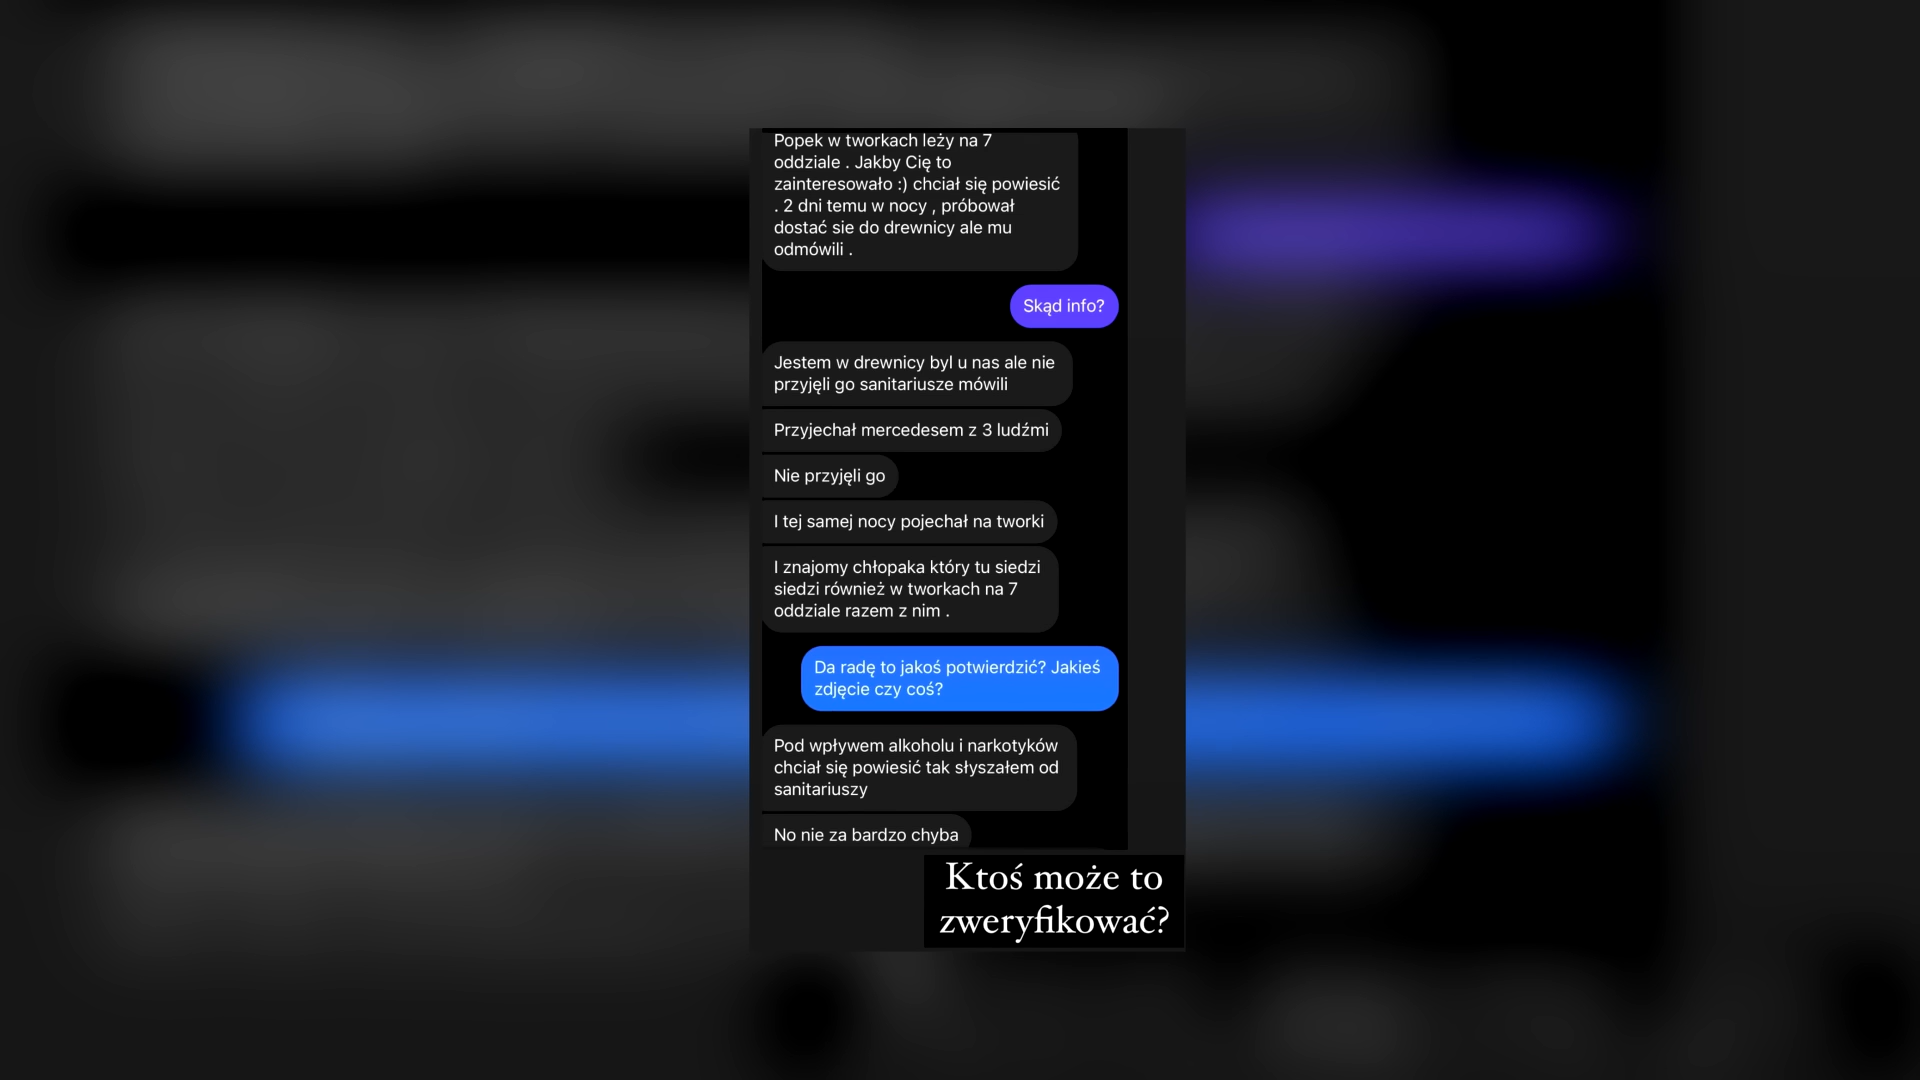 Popek w tworkach leży na 7
oddziale . Jakby Cię to
zainteresowało :) chciał się powiesić
. 2 dni temu w nocy , próbował
dostać sie do drewnicy ale mu
odmówili .
Skąd info?
Jestem w drewnicy byl u nas ale nie
przyjęli go sanitariusze mówili
Przyjechał mercedesem z 3 ludźmi
Nie przyjęli go
I tej samej nocy pojechał na tworki
I znajomy chłopaka który tu siedzi
siedzi również w tworkach na 7
oddziale razem z nim .
Da radę to jakoś potwierdzić? Jakieś
zdjęcie czy coś?
Pod wpływem alkoholu i narkotyków
chciał się powiesić tak słyszałem od
sanitariuszy
No nie za bardzo chyba
Ktoś może to
zweryfikować?